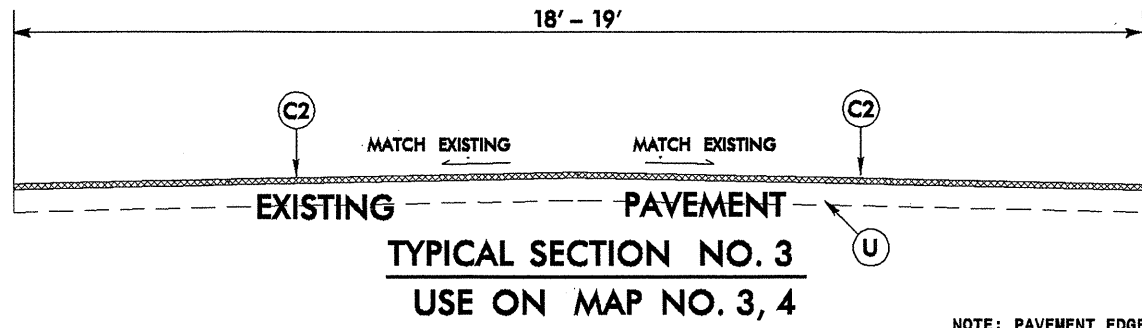 18' – 19'
C2 C2
MATCH EXISTING MATCH EXISTING
EXISTING PAVEMENT
U
TYPICAL SECTION NO. 3
USE ON MAP NO. 3, 4
NOTE: PAVEMENT EDGE